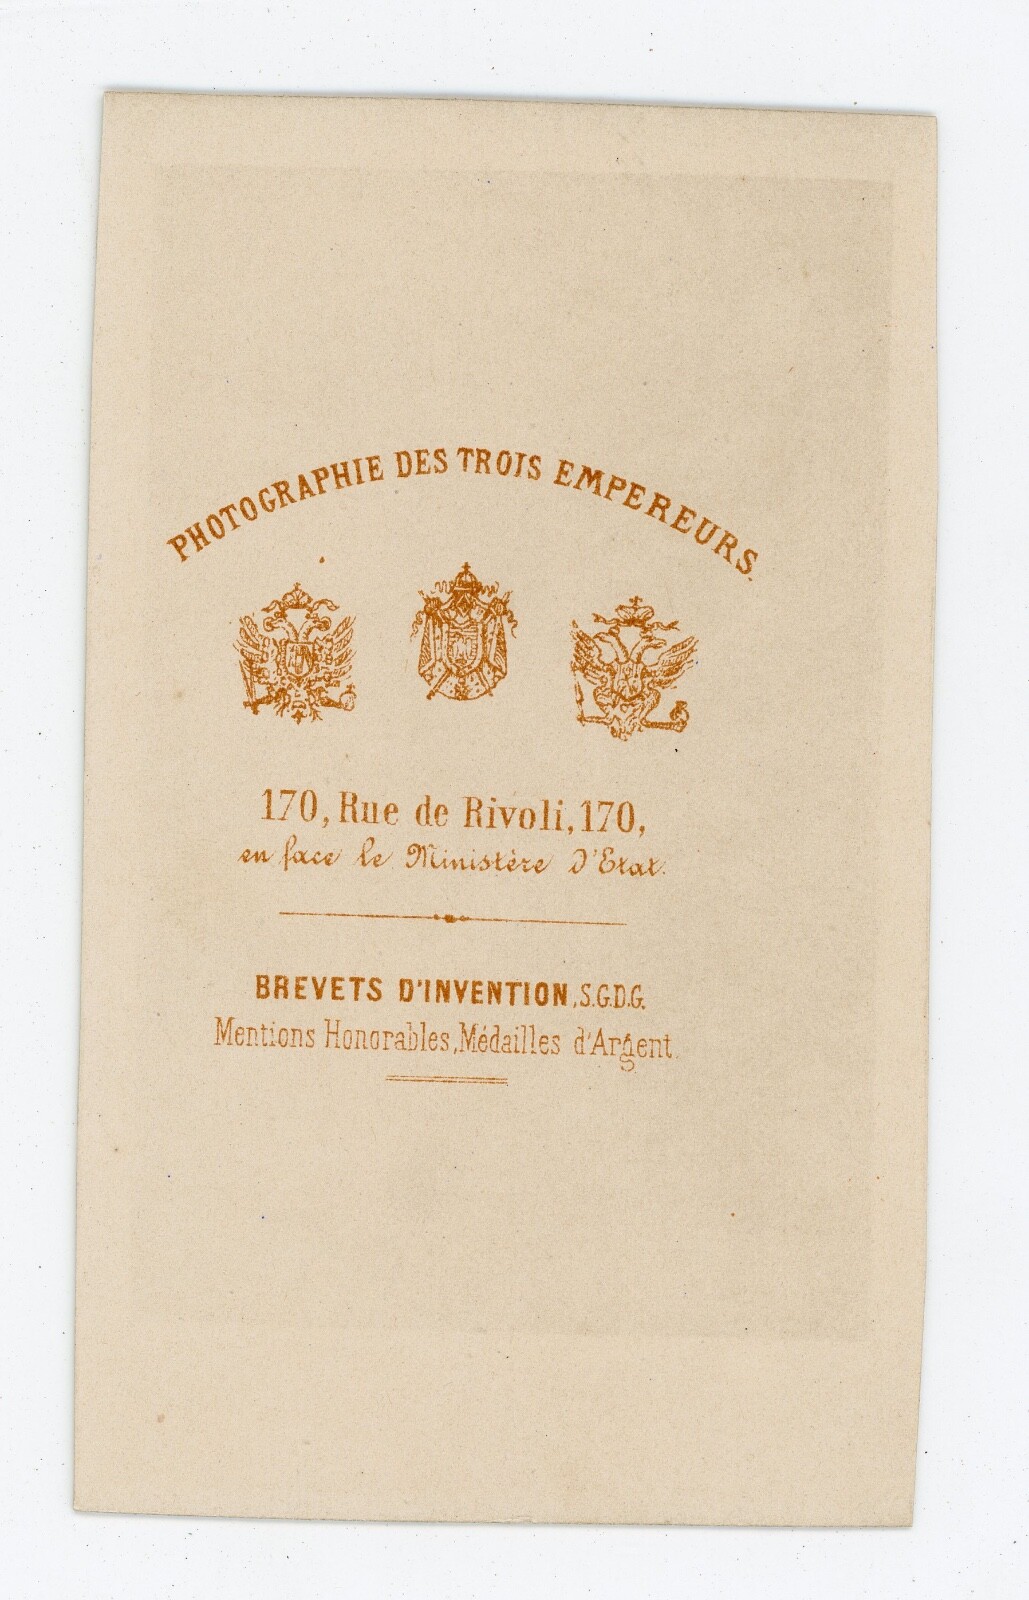 PHOTOGRAPHIE DES TROIS EMPEREURS.
170, Rue de Rivoli, 170,
en face le Ministère d'Etat.
BREVETS D'INVENTION, S.G.D.G.
Mentions Honorables, Médailles d'Argent.